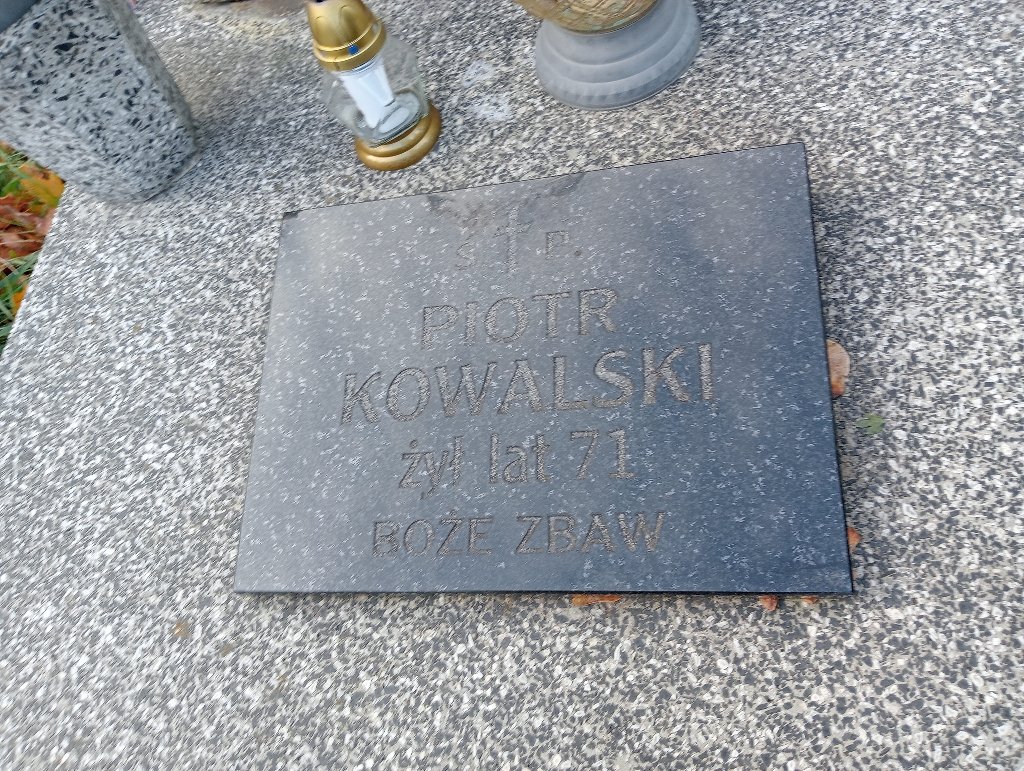 Ś P.
PIOTR
KOWALSKI
żył lat 71
BOŻE ZBAW